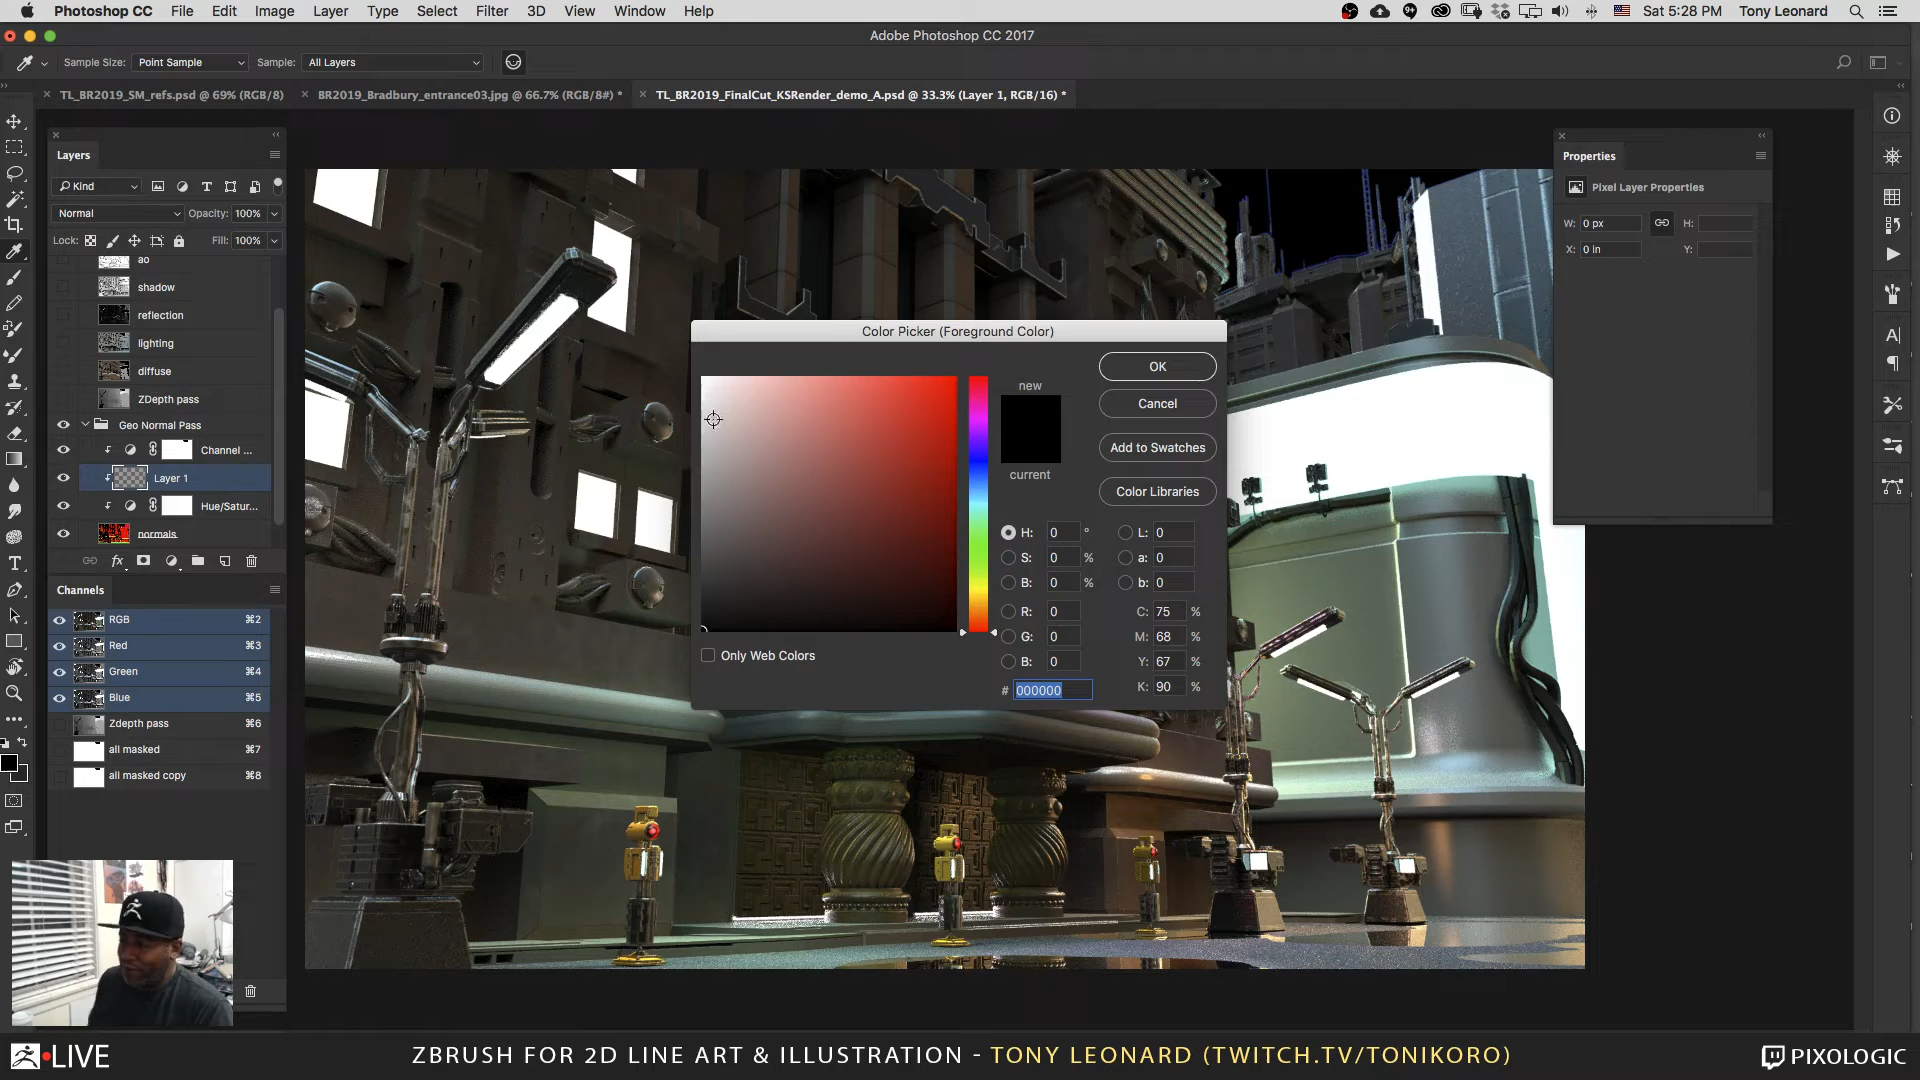 Photoshop CC File Edit Image Layer Type Select Filter 3D View Window Help
9+ Sat 5:28 PM Tony Leonard
Adobe Photoshop CC 2017
Sample Size: Point Sample Sample: All Layers
TL_BR2019_SM_refs.psd @ 69% (RGB/8)
BR2019_Bradbury_entrance03.jpg @ 66.7% (RGB/8#) *
TL_BR2019_FinalCut_KSRender_demo_A.psd @ 33.3% (Layer 1, RGB/16) *
Layers
Kind
Normal Opacity: 100%
Lock: Fill: 100%
ao
shadow
reflection
lighting
diffuse
ZDepth pass
Geo Normal Pass
Channel ...
Layer 1
Hue/Satur...
normals
fx
Channels
RGB ⌘2
Red ⌘3
Green ⌘4
Blue ⌘5
Zdepth pass ⌘6
all masked ⌘7
all masked copy ⌘8
Color Picker (Foreground Color)
new
current
OK
Cancel
Add to Swatches
Color Libraries
H: 0 ° L: 0
S: 0 % a: 0
B: 0 % b: 0
R: 0 C: 75 %
G: 0 M: 68 %
B: 0 Y: 67 %
# 000000 K: 90 %
Only Web Colors
Properties
Pixel Layer Properties
W: 0 px H:
X: 0 in Y:
LIVE
ZBRUSH FOR 2D LINE ART & ILLUSTRATION - TONY LEONARD (TWITCH.TV/TONIKORO)
PIXOLOGIC